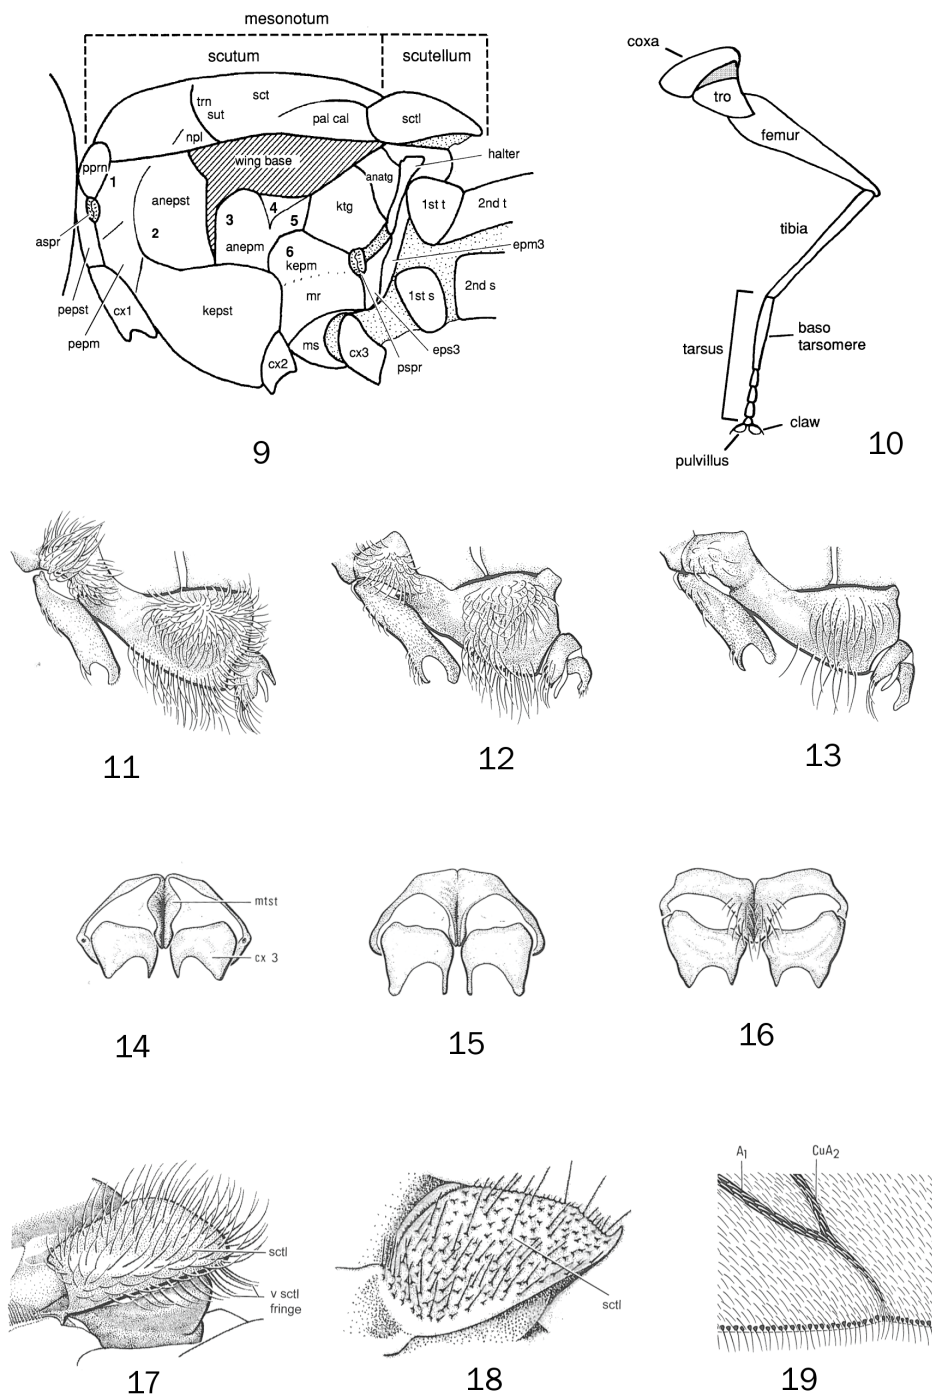 mesonotum
scutum
scutellum
trn
sut
sct
pal cal
sctl
npl
wing base
halter
pprn
1
anepst
anatg
1st t
2nd t
3
4
5
ktg
2
aspr
anepm
6
kepm
epm3
pepst
cx1
kepst
mr
1st s
2nd s
pepm
ms
cx3
eps3
cx2
pspr
9
coxa
tro
femur
tibia
tarsus
baso
tarsomere
claw
pulvillus
10
11
12
13
mtst
cx 3
14
15
16
sctl
v sctl
fringe
17
sctl
18
A1
CuA2
19